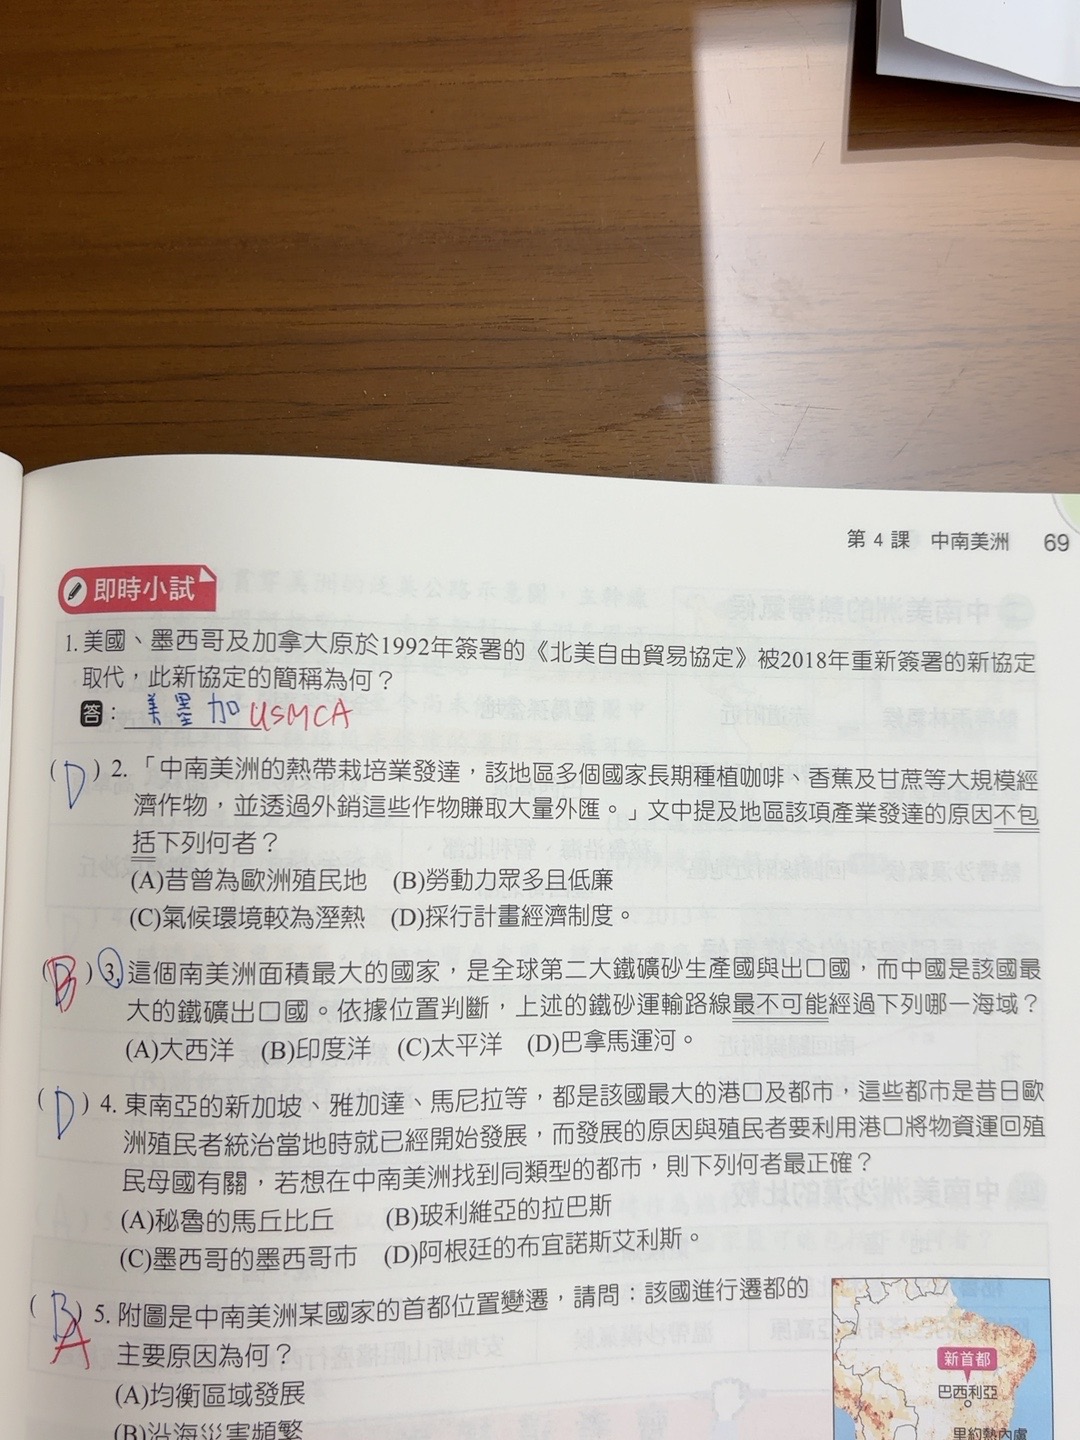 第 4 課 中南美洲 69
即時小試
1. 美國、墨西哥及加拿大原於1992年簽署的《北美自由貿易協定》被2018年重新簽署的新協定
取代，此新協定的簡稱為何？
答：美墨加USMCA
(D) 2. 「中南美洲的熱帶栽培業發達，該地區多個國家長期種植咖啡、香蕉及甘蔗等大規模經
濟作物，並透過外銷這些作物賺取大量外匯。」文中提及地區該項產業發達的原因不包
括下列何者？
(A)昔曾為歐洲殖民地 (B)勞動力眾多且低廉
(C)氣候環境較為溼熱 (D)採行計畫經濟制度。
(B) 3. 這個南美洲面積最大的國家，是全球第二大鐵礦砂生產國與出口國，而中國是該國最
大的鐵礦出口國。依據位置判斷，上述的鐵砂運輸路線最不可能經過下列哪一海域？
(A)大西洋 (B)印度洋 (C)太平洋 (D)巴拿馬運河。
(D) 4. 東南亞的新加坡、雅加達、馬尼拉等，都是該國最大的港口及都市，這些都市是昔日歐
洲殖民者統治當地時就已經開始發展，而發展的原因與殖民者要利用港口將物資運回殖
民母國有關，若想在中南美洲找到同類型的都市，則下列何者最正確？
(A)秘魯的馬丘比丘 (B)玻利維亞的拉巴斯
(C)墨西哥的墨西哥市 (D)阿根廷的布宜諾斯艾利斯。
(B) A 5. 附圖是中南美洲某國家的首都位置變遷，請問：該國進行遷都的
主要原因為何？
(A)均衡區域發展
(B)沿海災害頻繁
新首都
巴西利亞
里約熱內盧